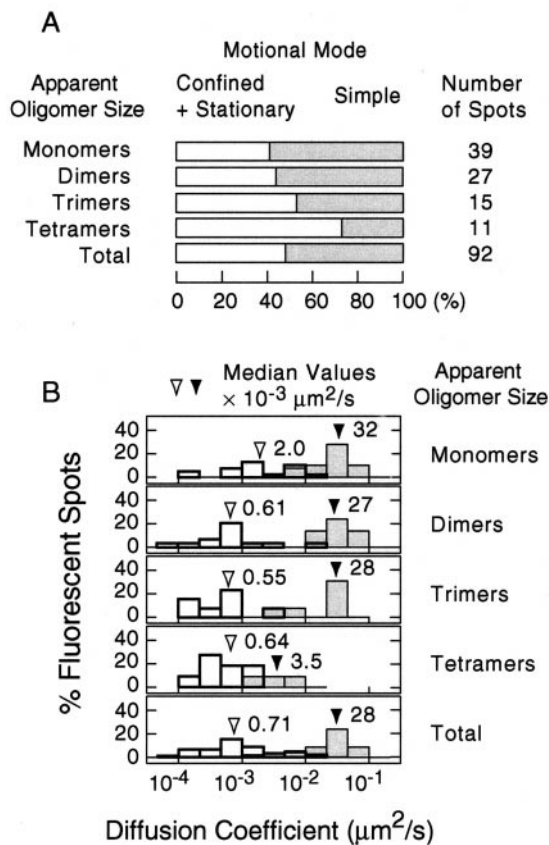 A
Motional Mode
Apparent Oligomer Size
Confined + Stationary
Simple
Number of Spots
Monomers 39
Dimers 27
Trimers 15
Tetramers 11
Total 92
0 20 40 60 80 100 (%)
B
▽ ▼ Median Values × 10⁻³ μm²/s
Apparent Oligomer Size
% Fluorescent Spots
40 20 0 2.0 32 Monomers
40 20 0 0.61 27 Dimers
40 20 0 0.55 28 Trimers
40 20 0 0.64 3.5 Tetramers
40 20 0 0.71 28 Total
10⁻⁴ 10⁻³ 10⁻² 10⁻¹
Diffusion Coefficient (μm²/s)